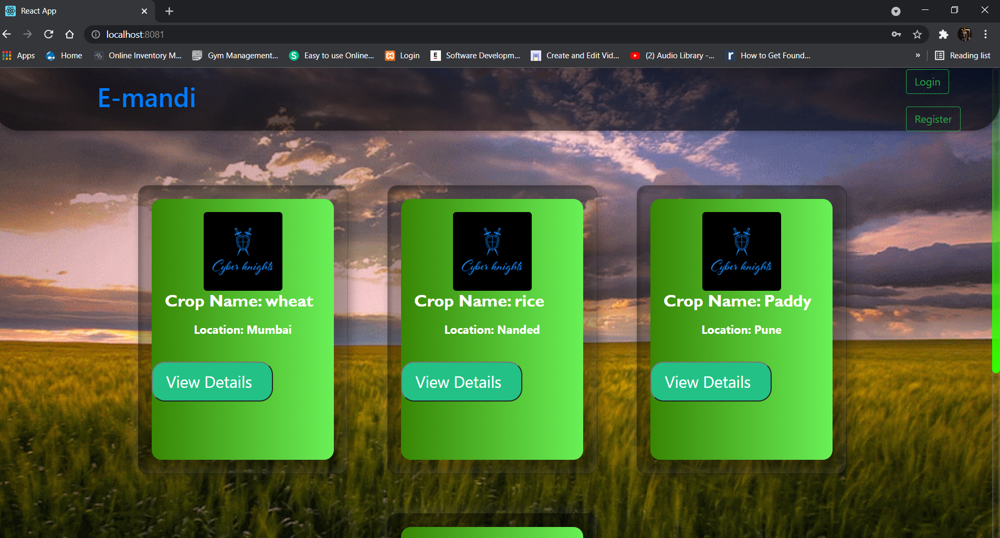 React App
localhost:8081
Apps Home Online Inventory M... Gym Management... Easy to use Online... Login Software Developm... Create and Edit Vid... (2) Audio Library -... How to Get Found... » Reading list
E-mandi
Login
Register
Cyber knights
Crop Name: wheat
Location: Mumbai
View Details
Cyber knights
Crop Name: rice
Location: Nanded
View Details
Cyber knights
Crop Name: Paddy
Location: Pune
View Details